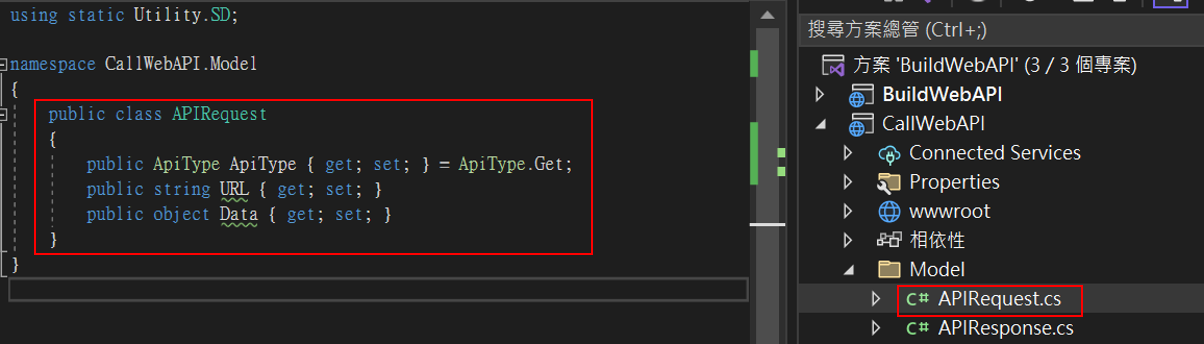 using static Utility.SD;
namespace CallWebAPI.Model
{
public class APIRequest
{
public ApiType ApiType { get; set; } = ApiType.Get;
public string URL { get; set; }
public object Data { get; set; }
}
}
搜尋方案總管 (Ctrl+;)
方案 'BuildWebAPI' (3 / 3 個專案)
BuildWebAPI
CallWebAPI
Connected Services
Properties
wwwroot
相依性
Model
C# APIRequest.cs
C# APIResponse.cs